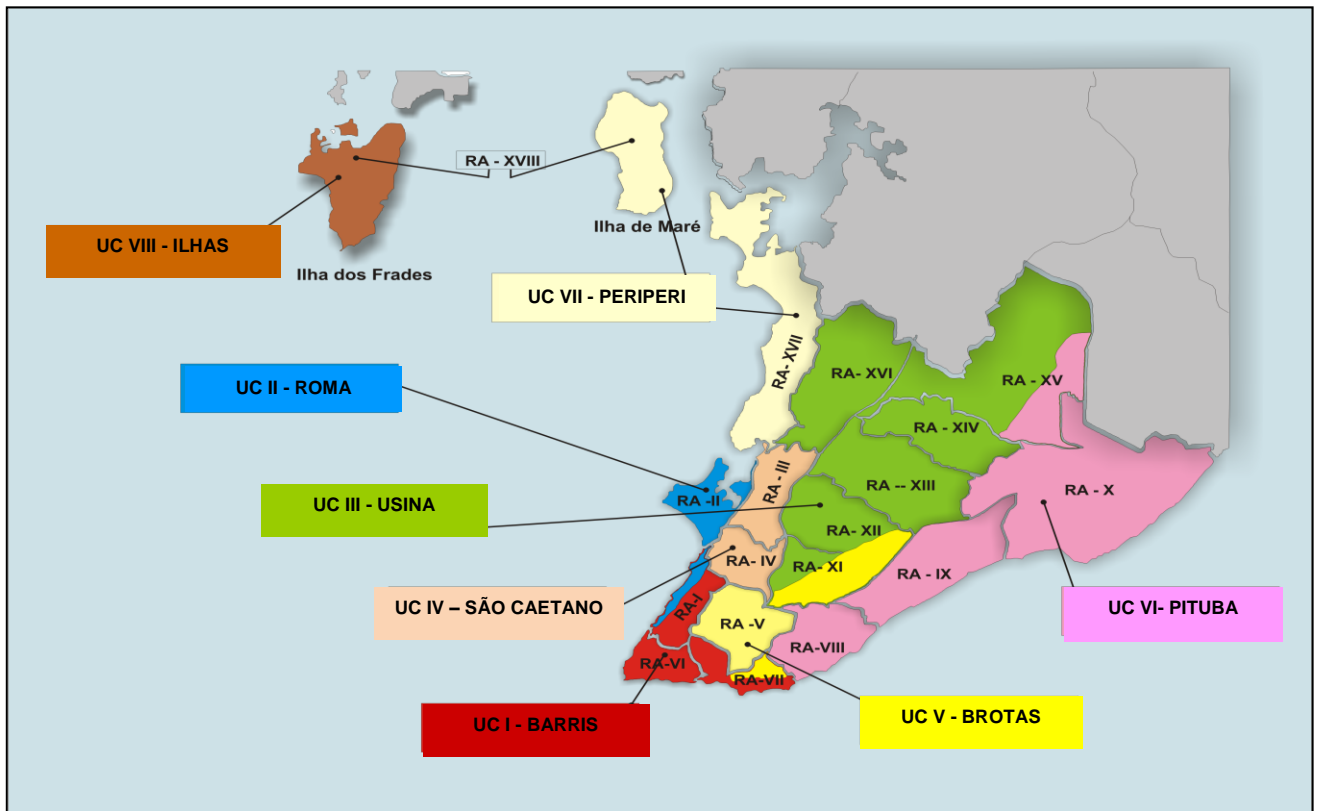 RA - XVIII
Ilha de Maré
UC VIII - ILHAS
Ilha dos Frades
UC VII - PERIPERI
RA- XVII
RA- XVI
RA - XV
UC II - ROMA
RA - XIV
RA - III
RA -- XIII
RA -II
RA - X
UC III - USINA
RA- XII
RA- IV
RA- XI
RA - IX
RA-I
UC IV – SÃO CAETANO
UC VI- PITUBA
RA -V
RA-VIII
RA-VI
RA-VII
UC I - BARRIS
UC V - BROTAS